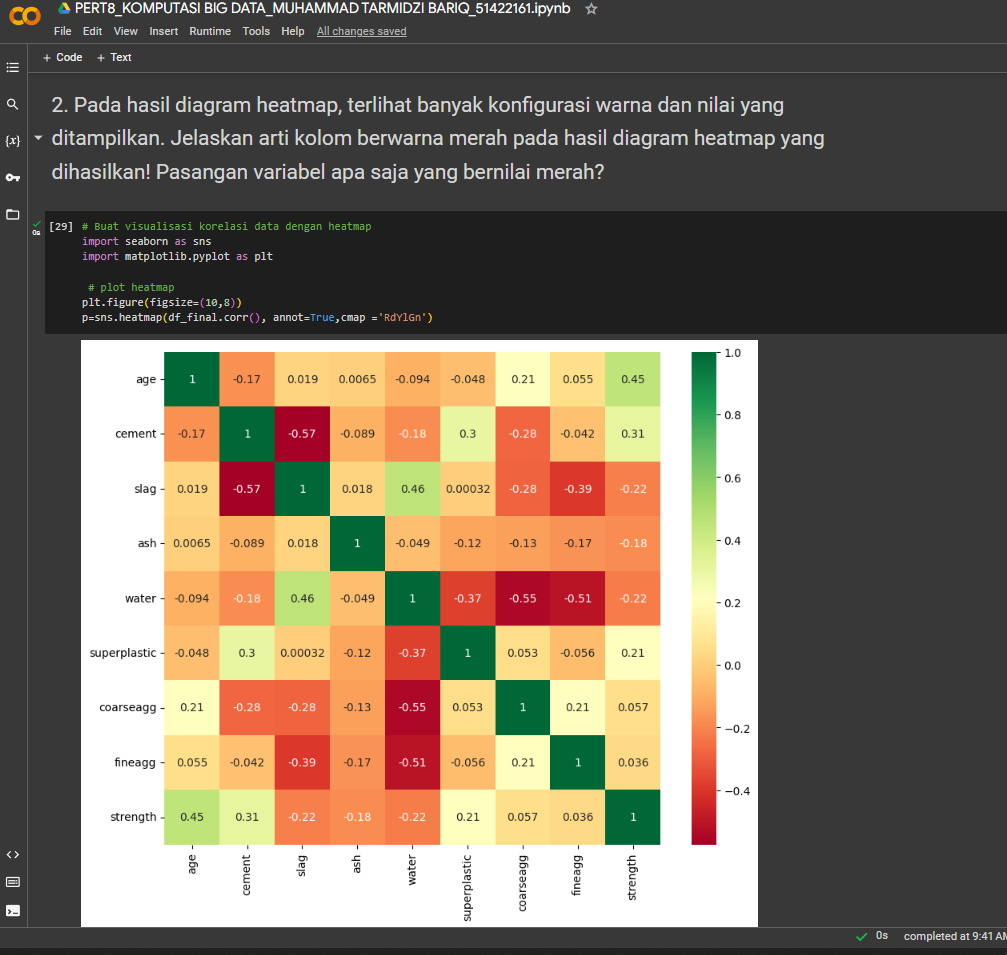 PERT8_KOMPUTASI BIG DATA_MUHAMMAD TARMIDZI BARIQ_51422161.ipynb
File Edit View Insert Runtime Tools Help All changes saved
+ Code + Text
2. Pada hasil diagram heatmap, terlihat banyak konfigurasi warna dan nilai yang
ditampilkan. Jelaskan arti kolom berwarna merah pada hasil diagram heatmap yang
dihasilkan! Pasangan variabel apa saja yang bernilai merah?
{x}
0s
[29] # Buat visualisasi korelasi data dengan heatmap
import seaborn as sns
import matplotlib.pyplot as plt
# plot heatmap
plt.figure(figsize=(10,8))
p=sns.heatmap(df_final.corr(), annot=True,cmap ='RdYlGn')
age 1 -0.17 0.019 0.0065 -0.094 -0.048 0.21 0.055 0.45
cement -0.17 1 -0.57 -0.089 -0.18 0.3 -0.28 -0.042 0.31
slag 0.019 -0.57 1 0.018 0.46 0.00032 -0.28 -0.39 -0.22
ash 0.0065 -0.089 0.018 1 -0.049 -0.12 -0.13 -0.17 -0.18
water -0.094 -0.18 0.46 -0.049 1 -0.37 -0.55 -0.51 -0.22
superplastic -0.048 0.3 0.00032 -0.12 -0.37 1 0.053 -0.056 0.21
coarseagg 0.21 -0.28 -0.28 -0.13 -0.55 0.053 1 0.21 0.057
fineagg 0.055 -0.042 -0.39 -0.17 -0.51 -0.056 0.21 1 0.036
strength 0.45 0.31 -0.22 -0.18 -0.22 0.21 0.057 0.036 1
age cement slag ash water superplastic coarseagg fineagg strength
1.0
0.8
0.6
0.4
0.2
0.0
−0.2
−0.4
0s completed at 9:41 AM